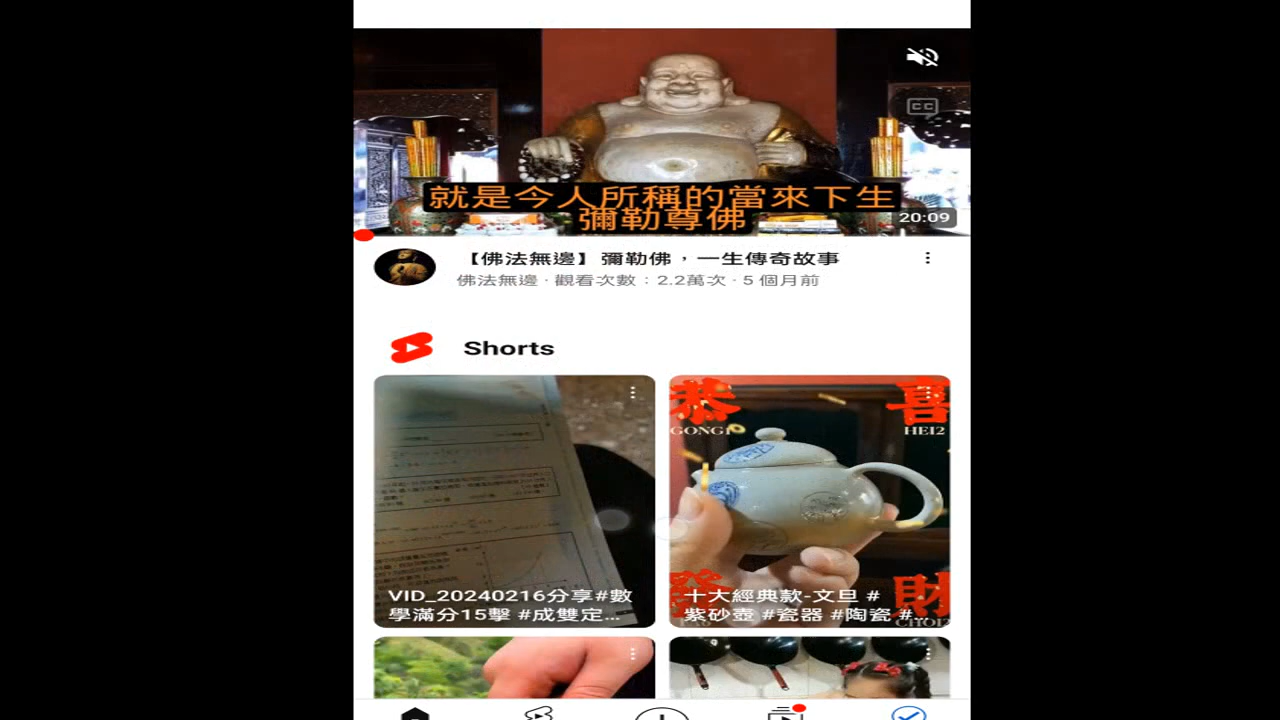 CC
就是今人所稱的當來下生
彌勒尊佛
20:09
【佛法無邊】彌勒佛，一生傳奇故事
佛法無邊 · 觀看次數：2.2萬次 · 5 個月前
Shorts
VID_20240216分享#數
學滿分15擊 #成雙定...
恭 喜
GONG1 HEI2
財
十大經典款-文旦 #
紫砂壺 #瓷器 #陶瓷 #...